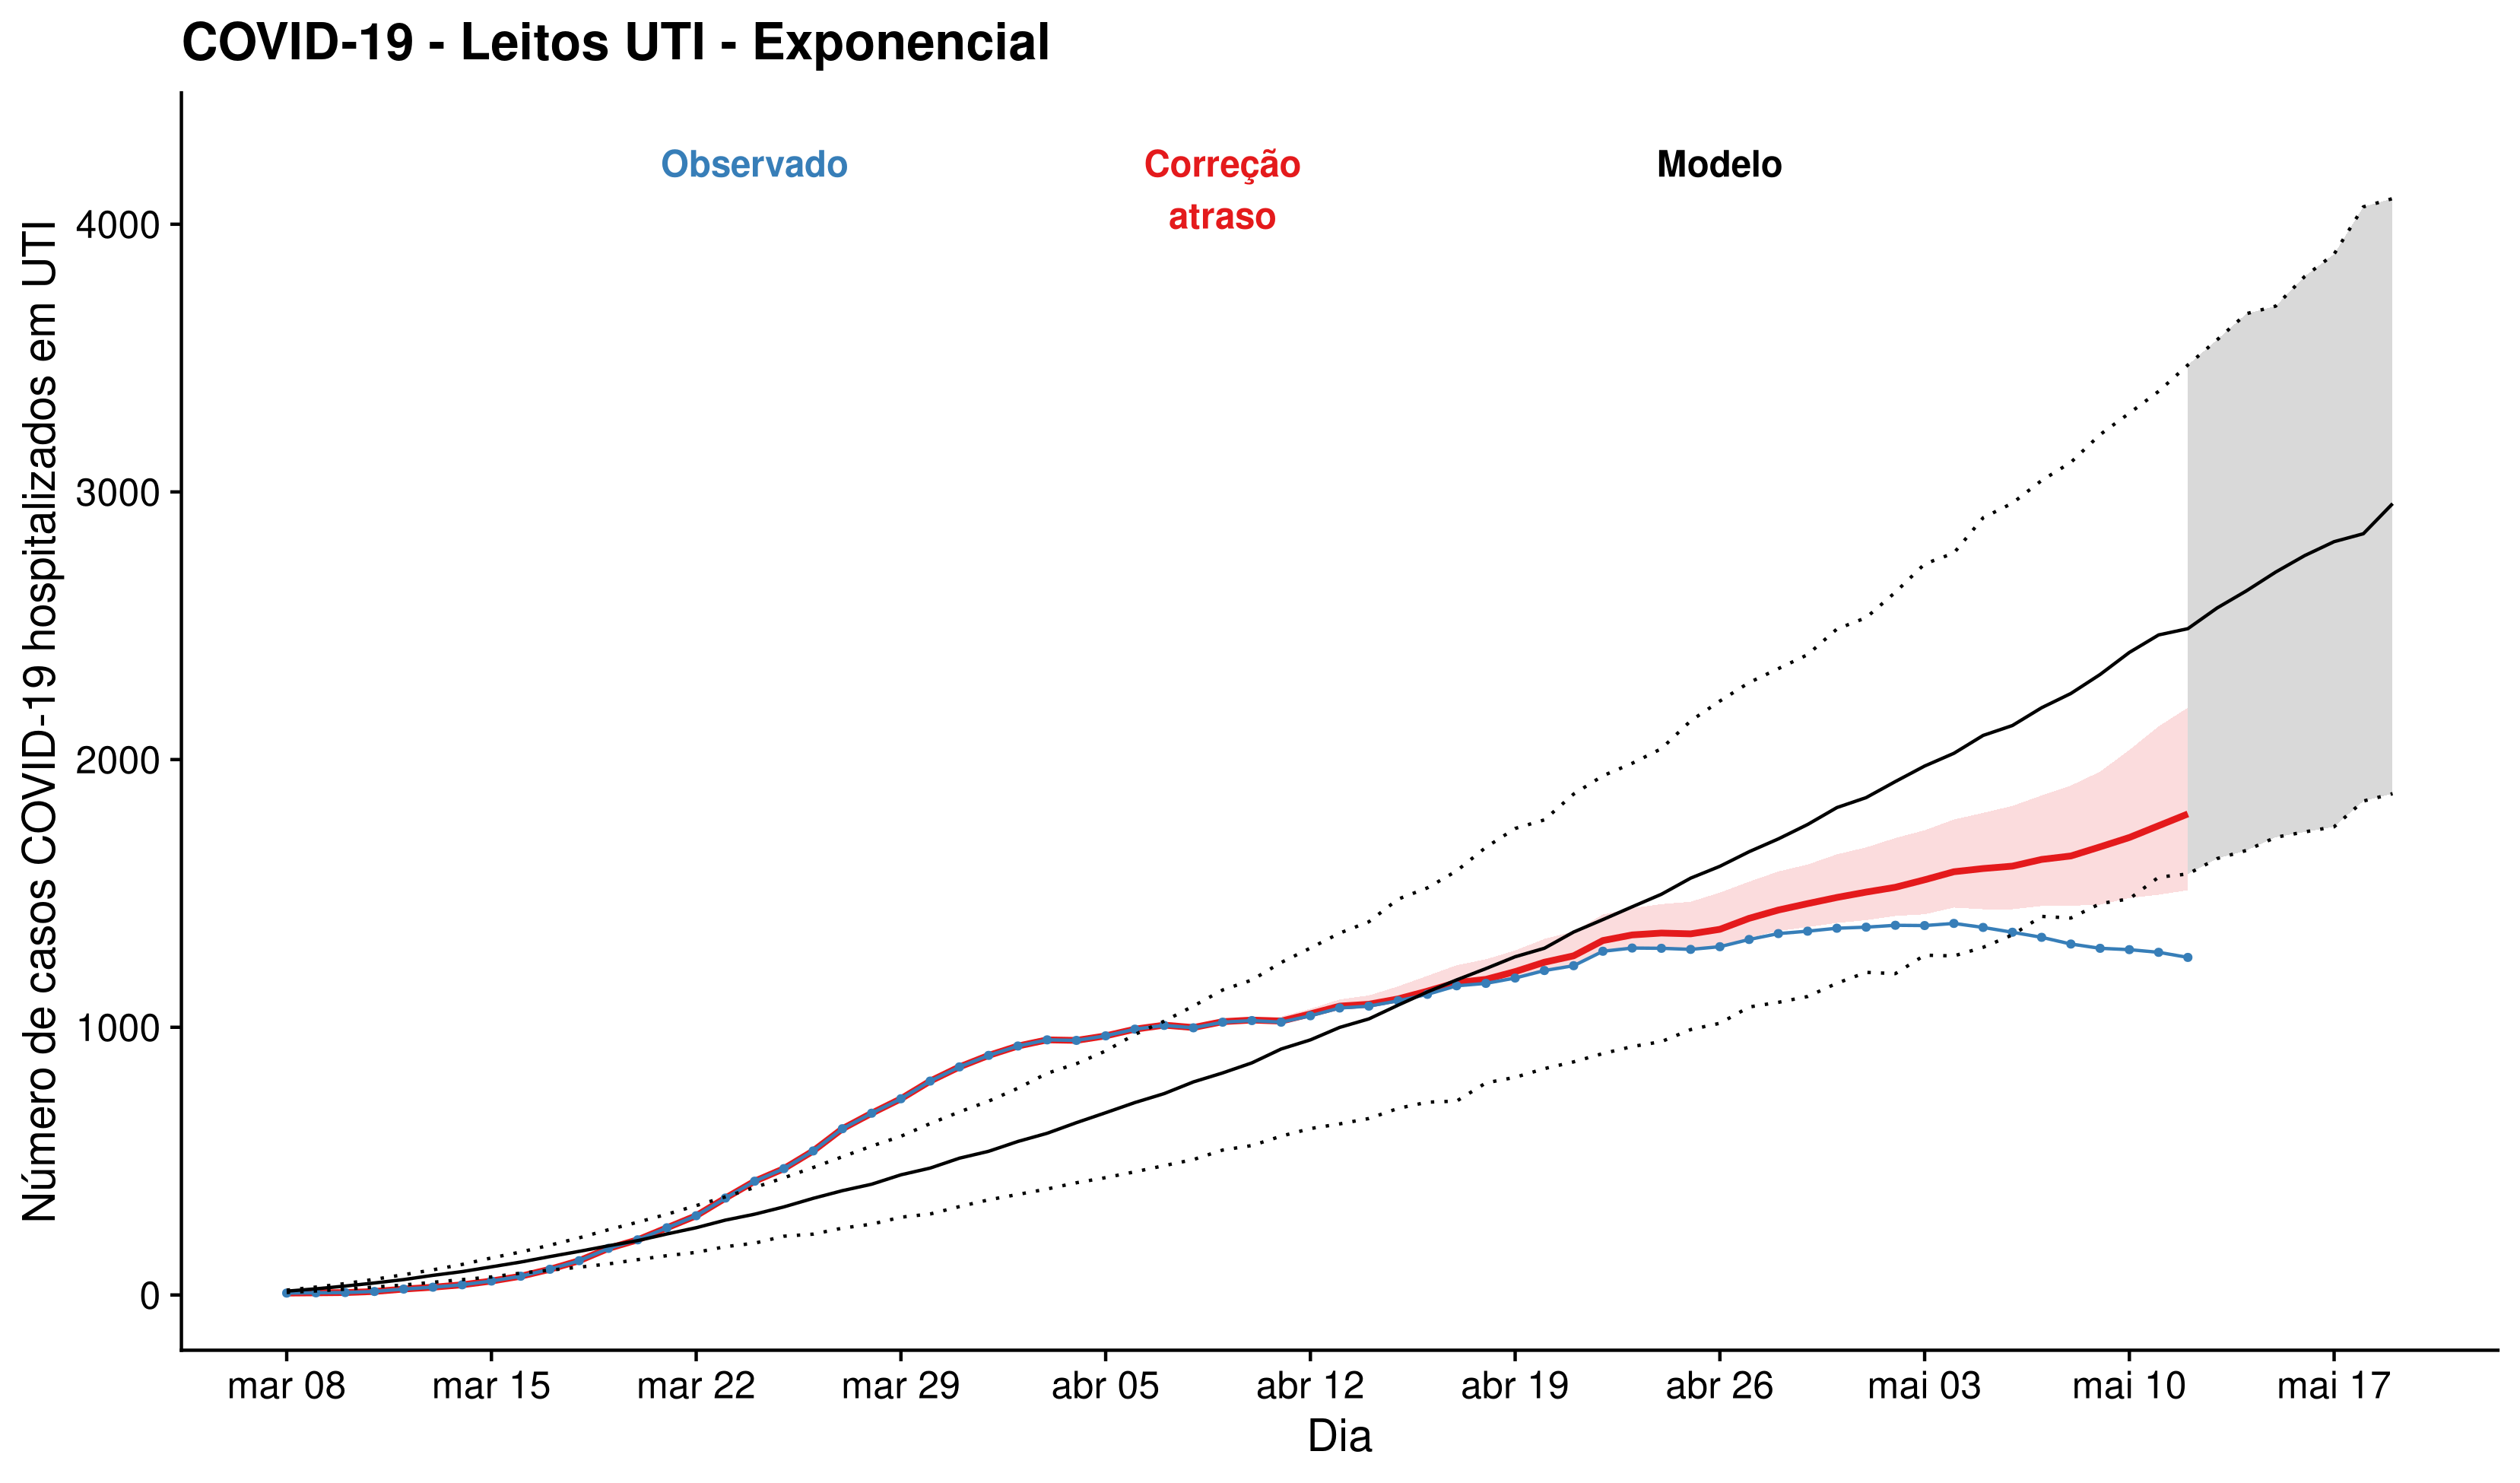 COVID-19 - Leitos UTI - Exponencial
Observado
Correção
atraso
Modelo
Número de casos COVID-19 hospitalizados em UTI
4000
3000
2000
1000
0
mar 08
mar 15
mar 22
mar 29
abr 05
abr 12
abr 19
abr 26
mai 03
mai 10
mai 17
Dia